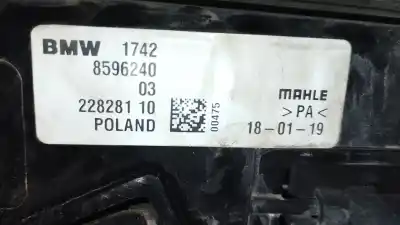 BMW 1742
8596240
03
228281 10
POLAND
00475
MAHLE
>PA<
18-01-19